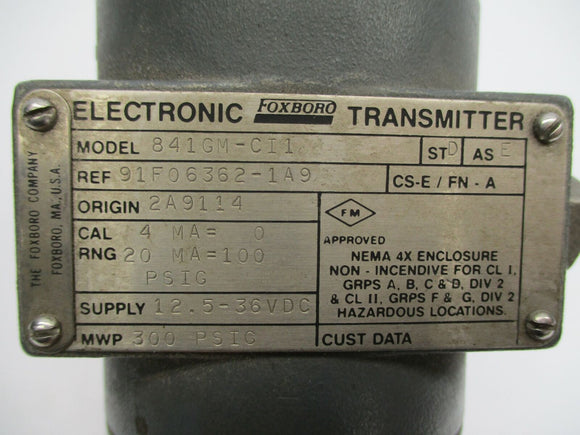 ELECTRONIC FOXBORO TRANSMITTER
THE FOXBORO COMPANY
FOXBORO, MA, U.S.A.
MODEL 841GM-CI1 ST D AS E
REF 91F06362-1A9 CS-E / FN - A
ORIGIN 2A9114
CAL 4 MA= 0
RNG 20 MA=100
PSIG
SUPPLY 12.5-36VDC
MWP 300 PSIG
FM
APPROVED
NEMA 4X ENCLOSURE
NON - INCENDIVE FOR CL I,
GRPS A, B, C & D, DIV 2
& CL II, GRPS F & G, DIV 2
HAZARDOUS LOCATIONS.
CUST DATA